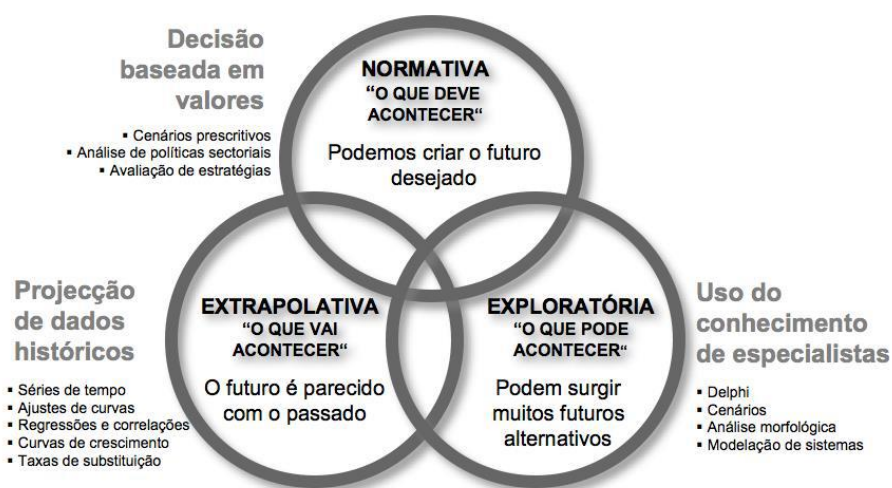 Decisão
baseada em
valores
▪ Cenários prescritivos
▪ Análise de políticas sectoriais
▪ Avaliação de estratégias
NORMATIVA
“O QUE DEVE
ACONTECER“
Podemos criar o futuro
desejado
Projecção
de dados
históricos
▪ Séries de tempo
▪ Ajustes de curvas
▪ Regressões e correlações
▪ Curvas de crescimento
▪ Taxas de substituição
EXTRAPOLATIVA
“O QUE VAI
ACONTECER“
O futuro é parecido
com o passado
EXPLORATÓRIA
“O QUE PODE
ACONTECER“
Podem surgir
muitos futuros
alternativos
Uso do
conhecimento
de especialistas
▪ Delphi
▪ Cenários
▪ Análise morfológica
▪ Modelação de sistemas